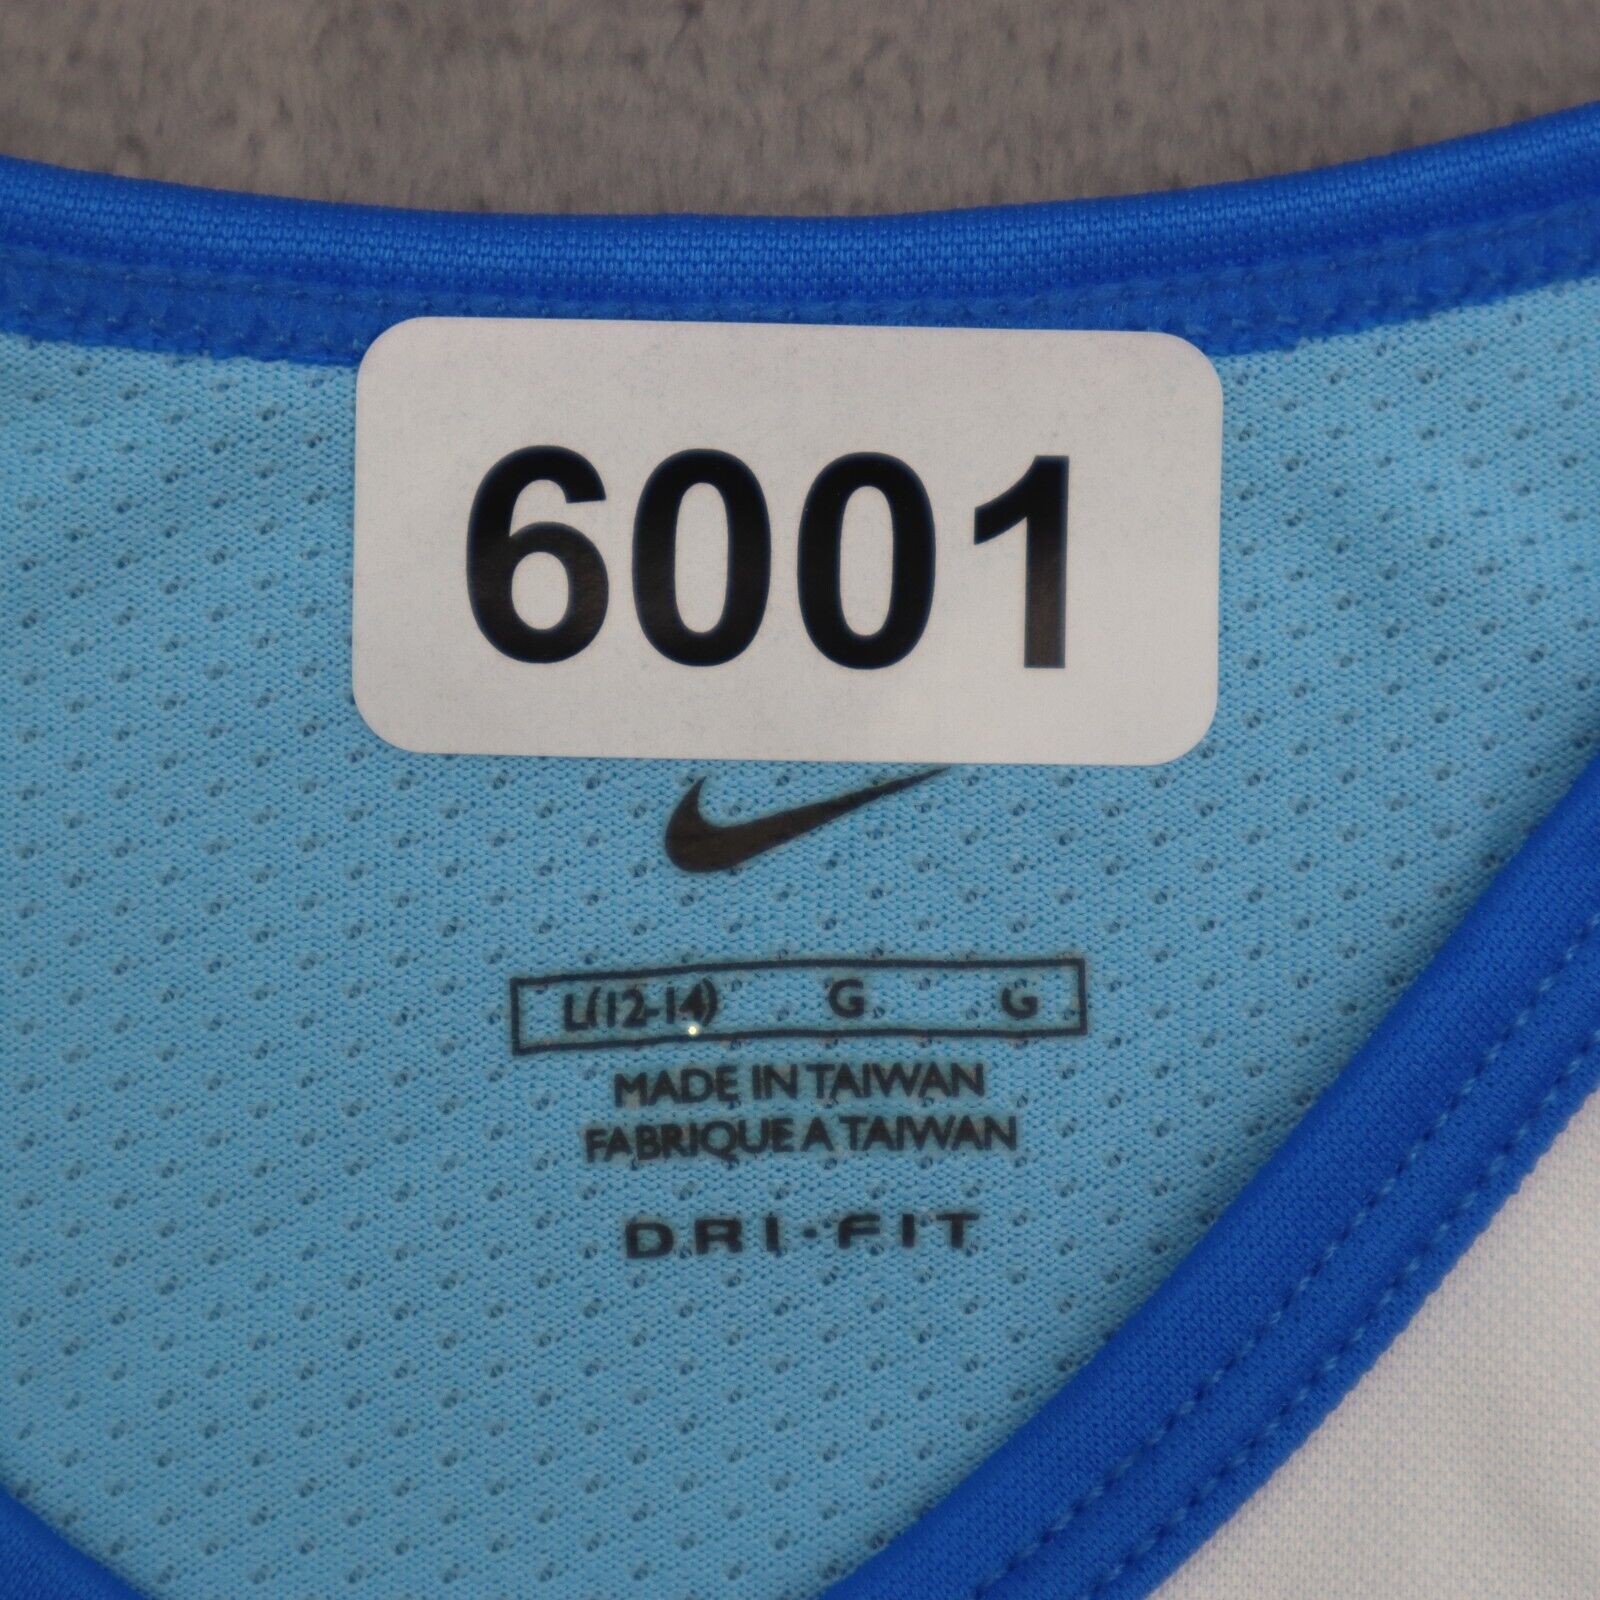 6001
L(12-14) G G
MADE IN TAIWAN
FABRIQUE A TAIWAN
DRI·FIT